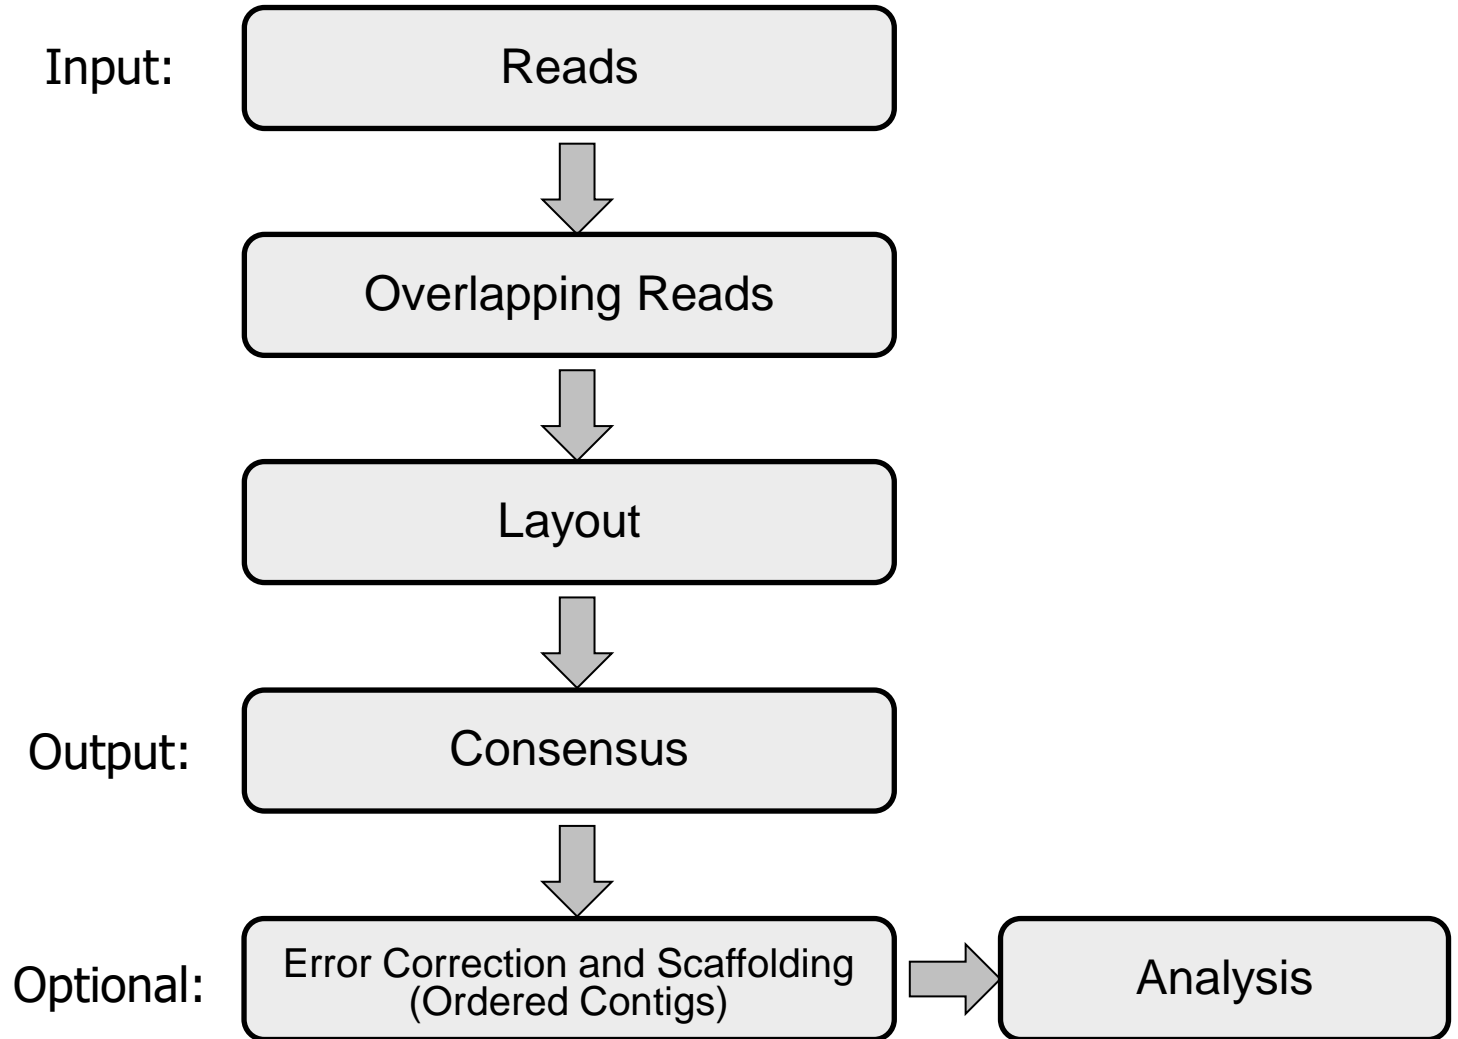 Input:
Reads
Overlapping Reads
Layout
Output:
Consensus
Optional:
Error Correction and Scaffolding
(Ordered Contigs)
Analysis